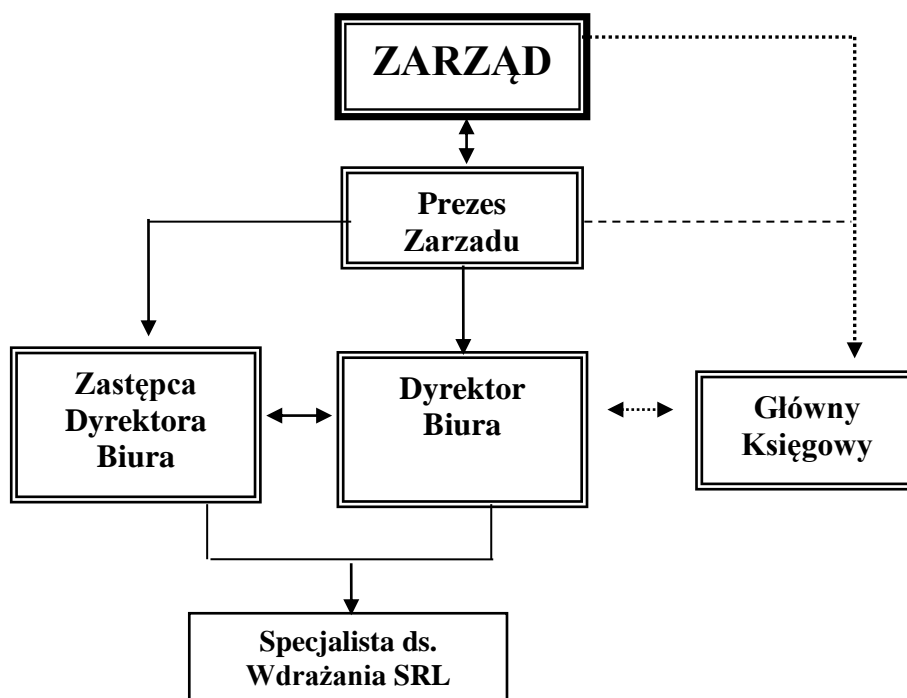 ZARZĄD
Prezes
Zarzadu
Zastępca
Dyrektora
Biura
Dyrektor
Biura
Główny
Księgowy
Specjalista ds.
Wdrażania SRL